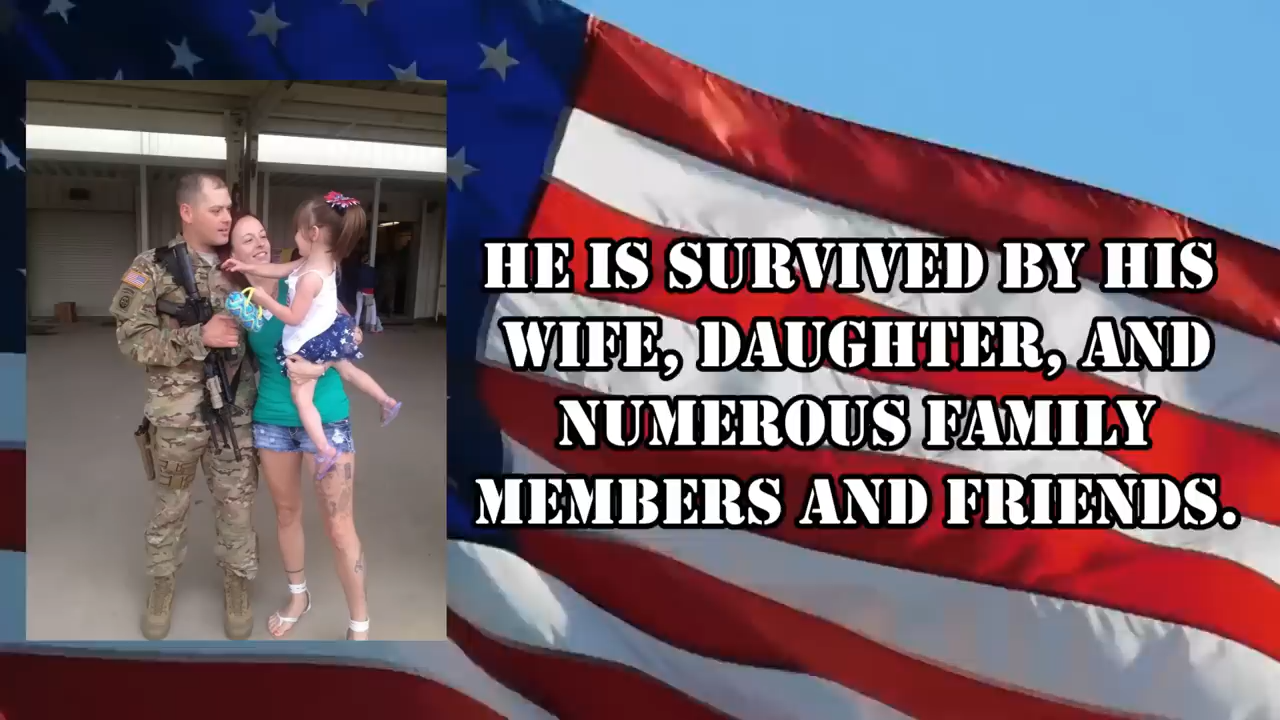 HE IS SURVIVED BY HIS
WIFE, DAUGHTER, AND
NUMEROUS FAMILY
MEMBERS AND FRIENDS.